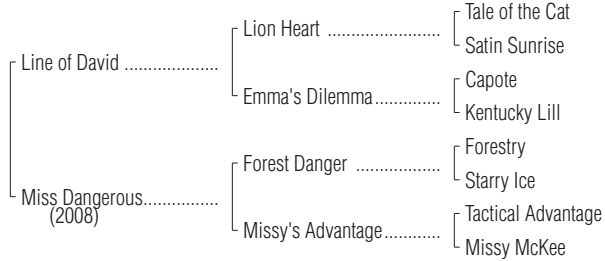 Tale of the Cat
Lion Heart ......................
Satin Sunrise
Line of David ....................
Capote
Emma's Dilemma..............
Kentucky Lill
Forestry
Forest Danger .................
Starry Ice
Miss Dangerous................
(2008)
Tactical Advantage
Missy's Advantage............
Missy McKee